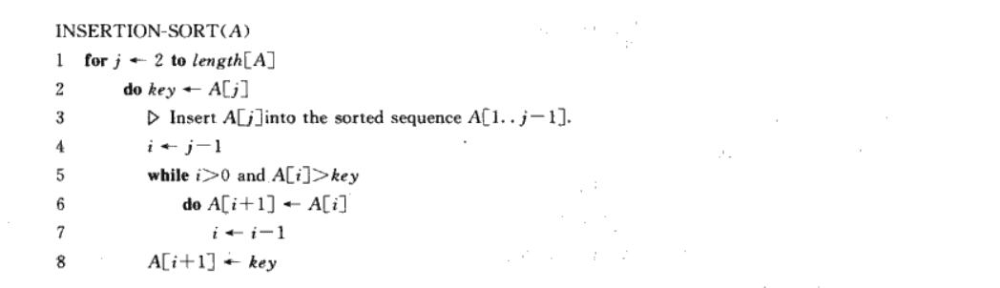 INSERTION-SORT(A)
1 for j ← 2 to length[A]
2 do key ← A[j]
3 ▷ Insert A[j]into the sorted sequence A[1..j-1].
4 i ← j-1
5 while i>0 and A[i]>key
6 do A[i+1] ← A[i]
7 i ← i-1
8 A[i+1] ← key